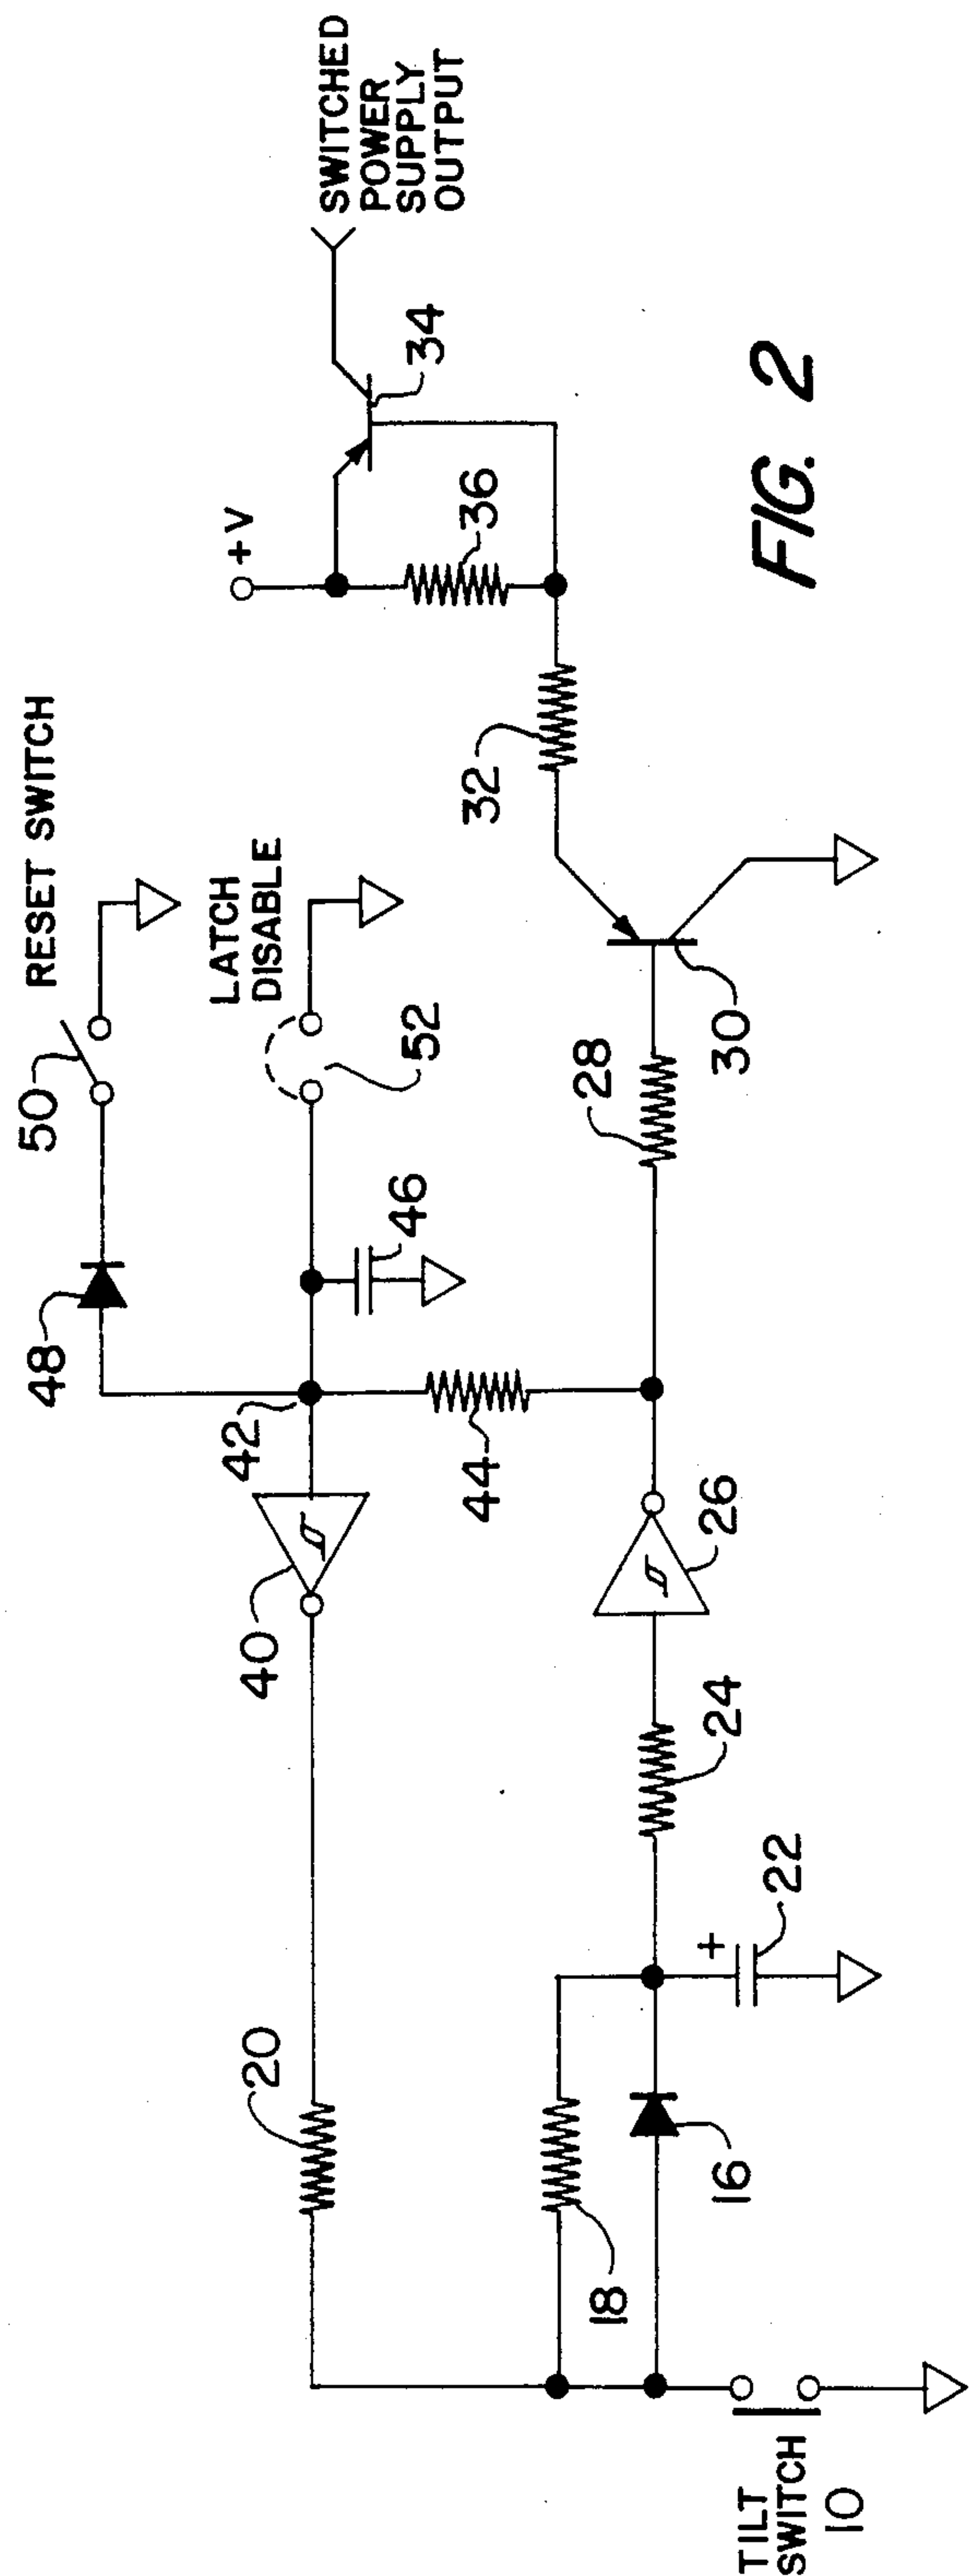 RESET SWITCH
50
48
LATCH
DISABLE
52
46
42
40
44
20
+V
SWITCHED
POWER
SUPPLY
OUTPUT
34
36
32
30
28
26
24
+
22
18
16
TILT
SWITCH
10
FIG. 2